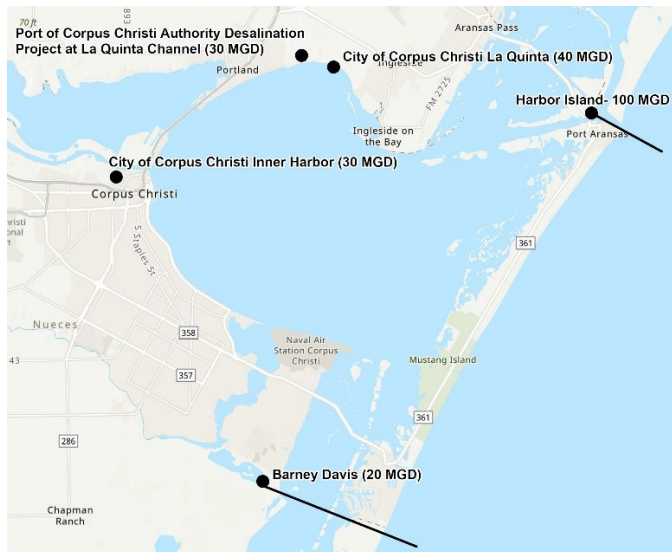 70 ft
893
Port of Corpus Christi Authority Desalination
Project at La Quinta Channel (30 MGD)
Portland
City of Corpus Christi La Quinta (40 MGD)
Ingleside
Aransas Pass
FM 2725
Harbor Island- 100 MGD
Port Aransas
Ingleside on
the Bay
City of Corpus Christi Inner Harbor (30 MGD)
Corpus Christi
S Staples St
361
Nueces
358
357
43
Naval Air
Station Corpus
Christi
Mustang Island
361
286
Barney Davis (20 MGD)
Chapman
Ranch